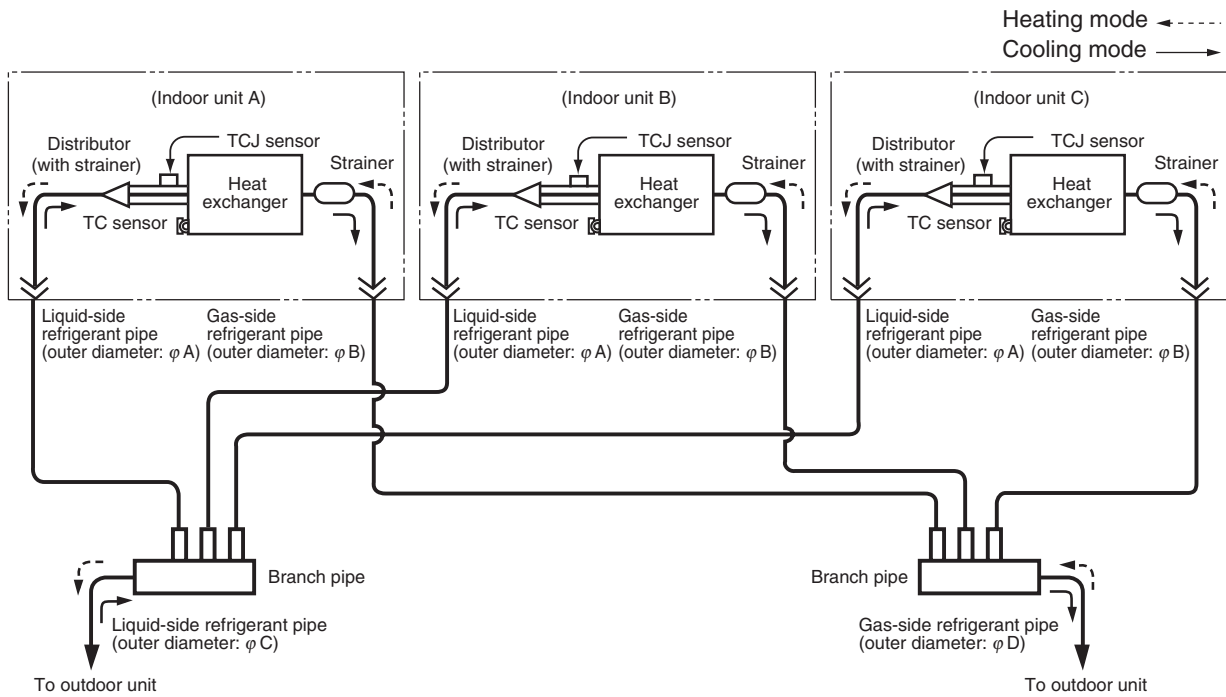 Heating mode
Cooling mode
(Indoor unit A)
Distributor
(with strainer)
TCJ sensor
Strainer
Heat
exchanger
TC sensor
Liquid-side
refrigerant pipe
(outer diameter: φ A)
Gas-side
refrigerant pipe
(outer diameter: φ B)
(Indoor unit B)
Distributor
(with strainer)
TCJ sensor
Strainer
Heat
exchanger
TC sensor
Liquid-side
refrigerant pipe
(outer diameter: φ A)
Gas-side
refrigerant pipe
(outer diameter: φ B)
(Indoor unit C)
Distributor
(with strainer)
TCJ sensor
Strainer
Heat
exchanger
TC sensor
Liquid-side
refrigerant pipe
(outer diameter: φ A)
Gas-side
refrigerant pipe
(outer diameter: φ B)
Branch pipe
Liquid-side refrigerant pipe
(outer diameter: φ C)
To outdoor unit
Branch pipe
Gas-side refrigerant pipe
(outer diameter: φ D)
To outdoor unit